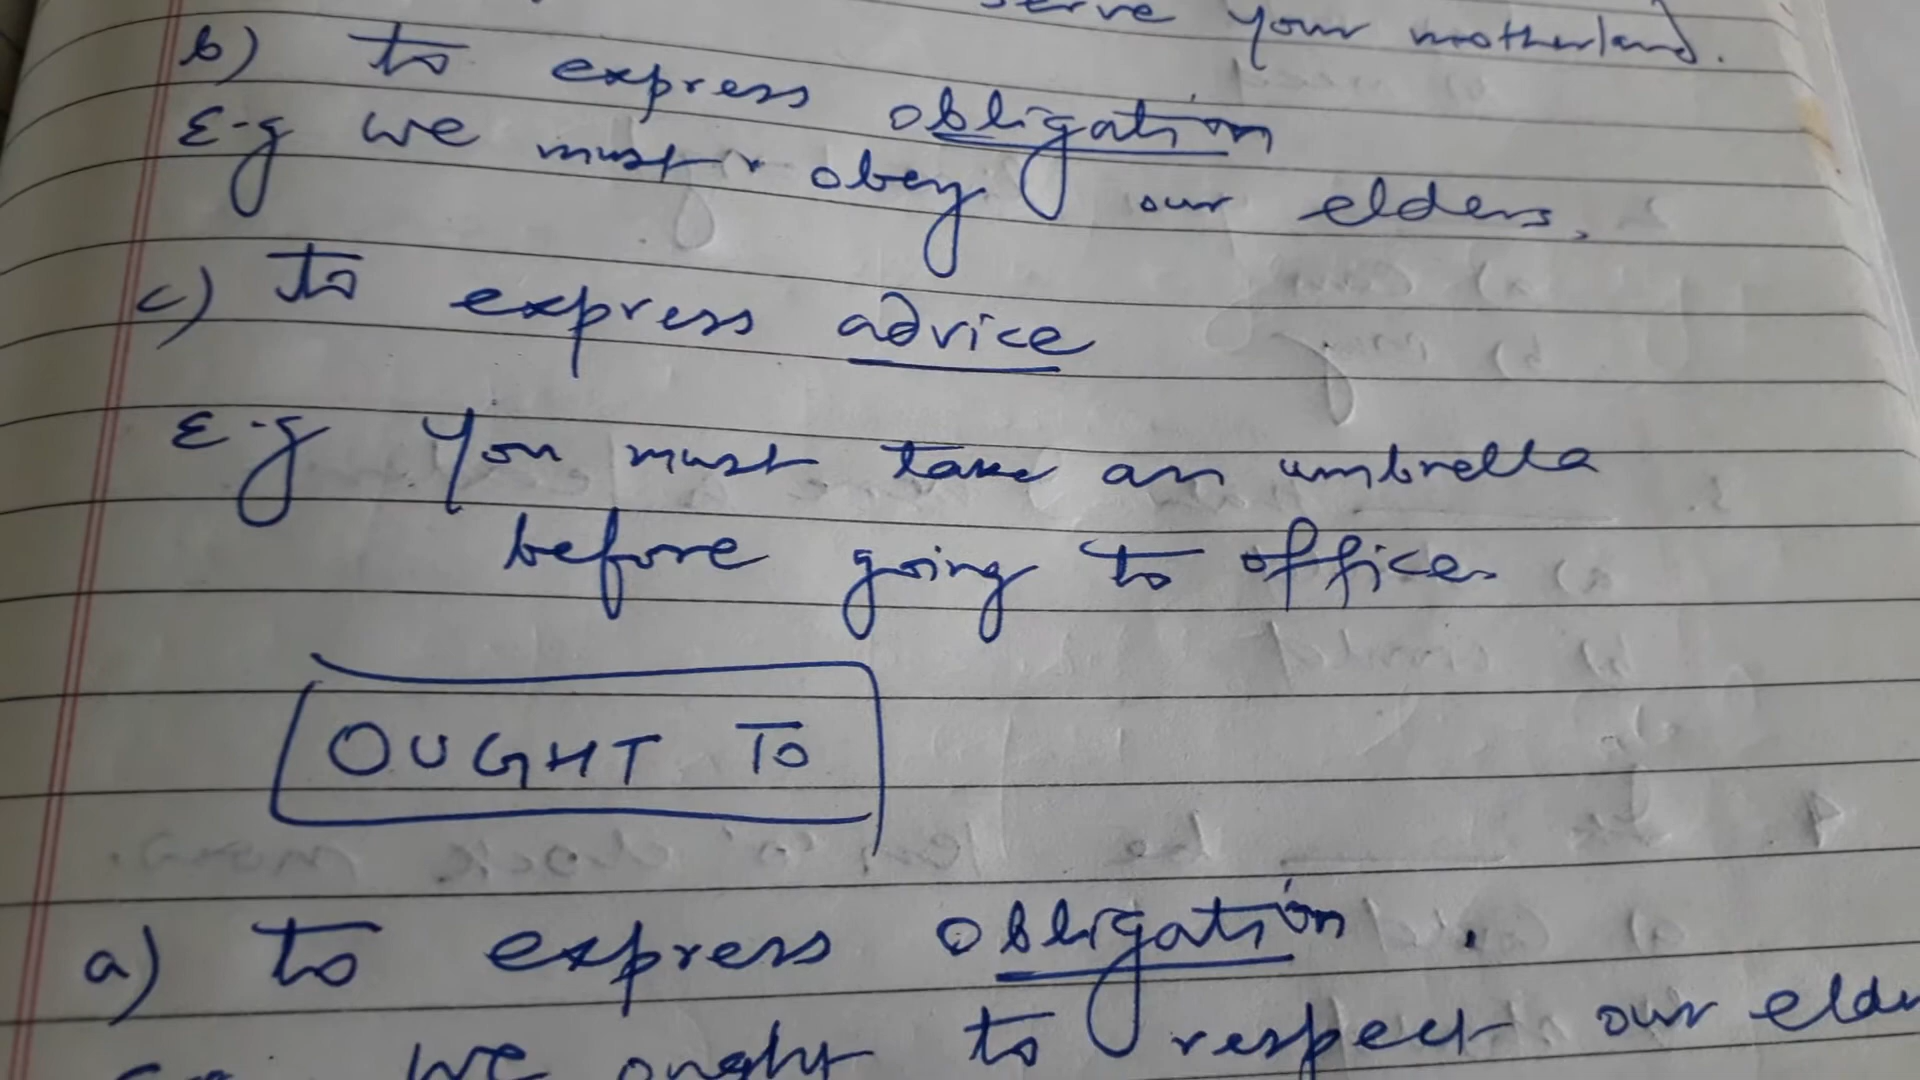 serve your motherland.
b) to express obligation
E.g we must obey our elders.
c) To express advice
E.g You must take an umbrella
before going to office
OUGHT TO
a) to express obligation.
we ought to respect our elde